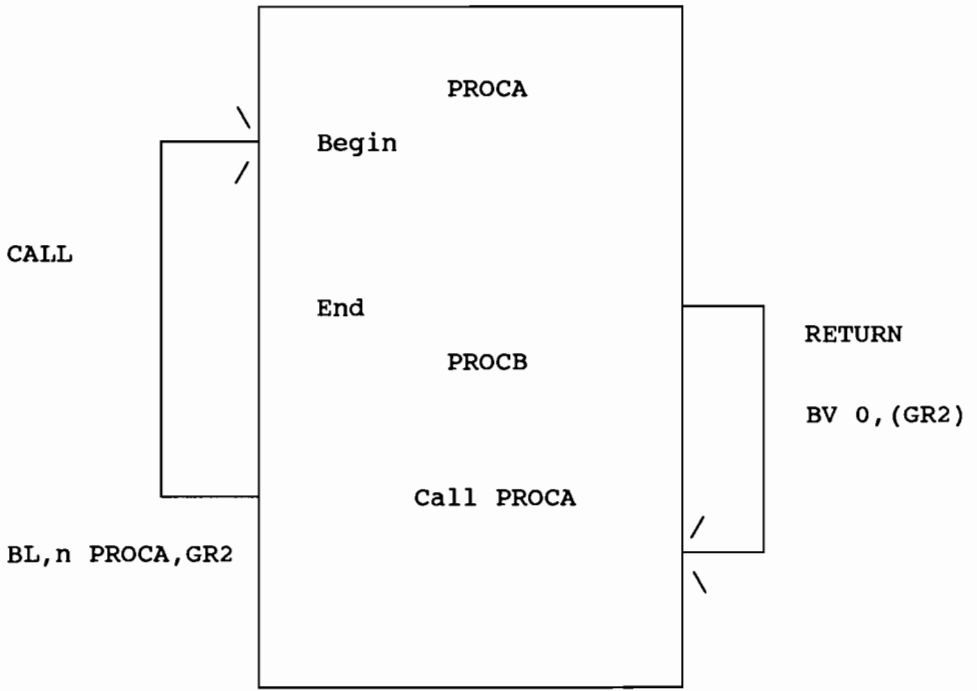 PROCA
Begin
CALL
End
RETURN
PROCB
BV 0,(GR2)
Call PROCA
BL,n PROCA,GR2